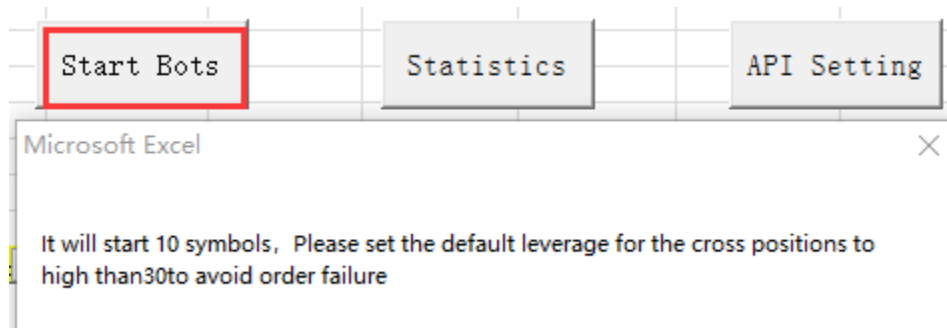 Start Bots Statistics API Setting
Microsoft Excel
It will start 10 symbols，Please set the default leverage for the cross positions to
high than30to avoid order failure